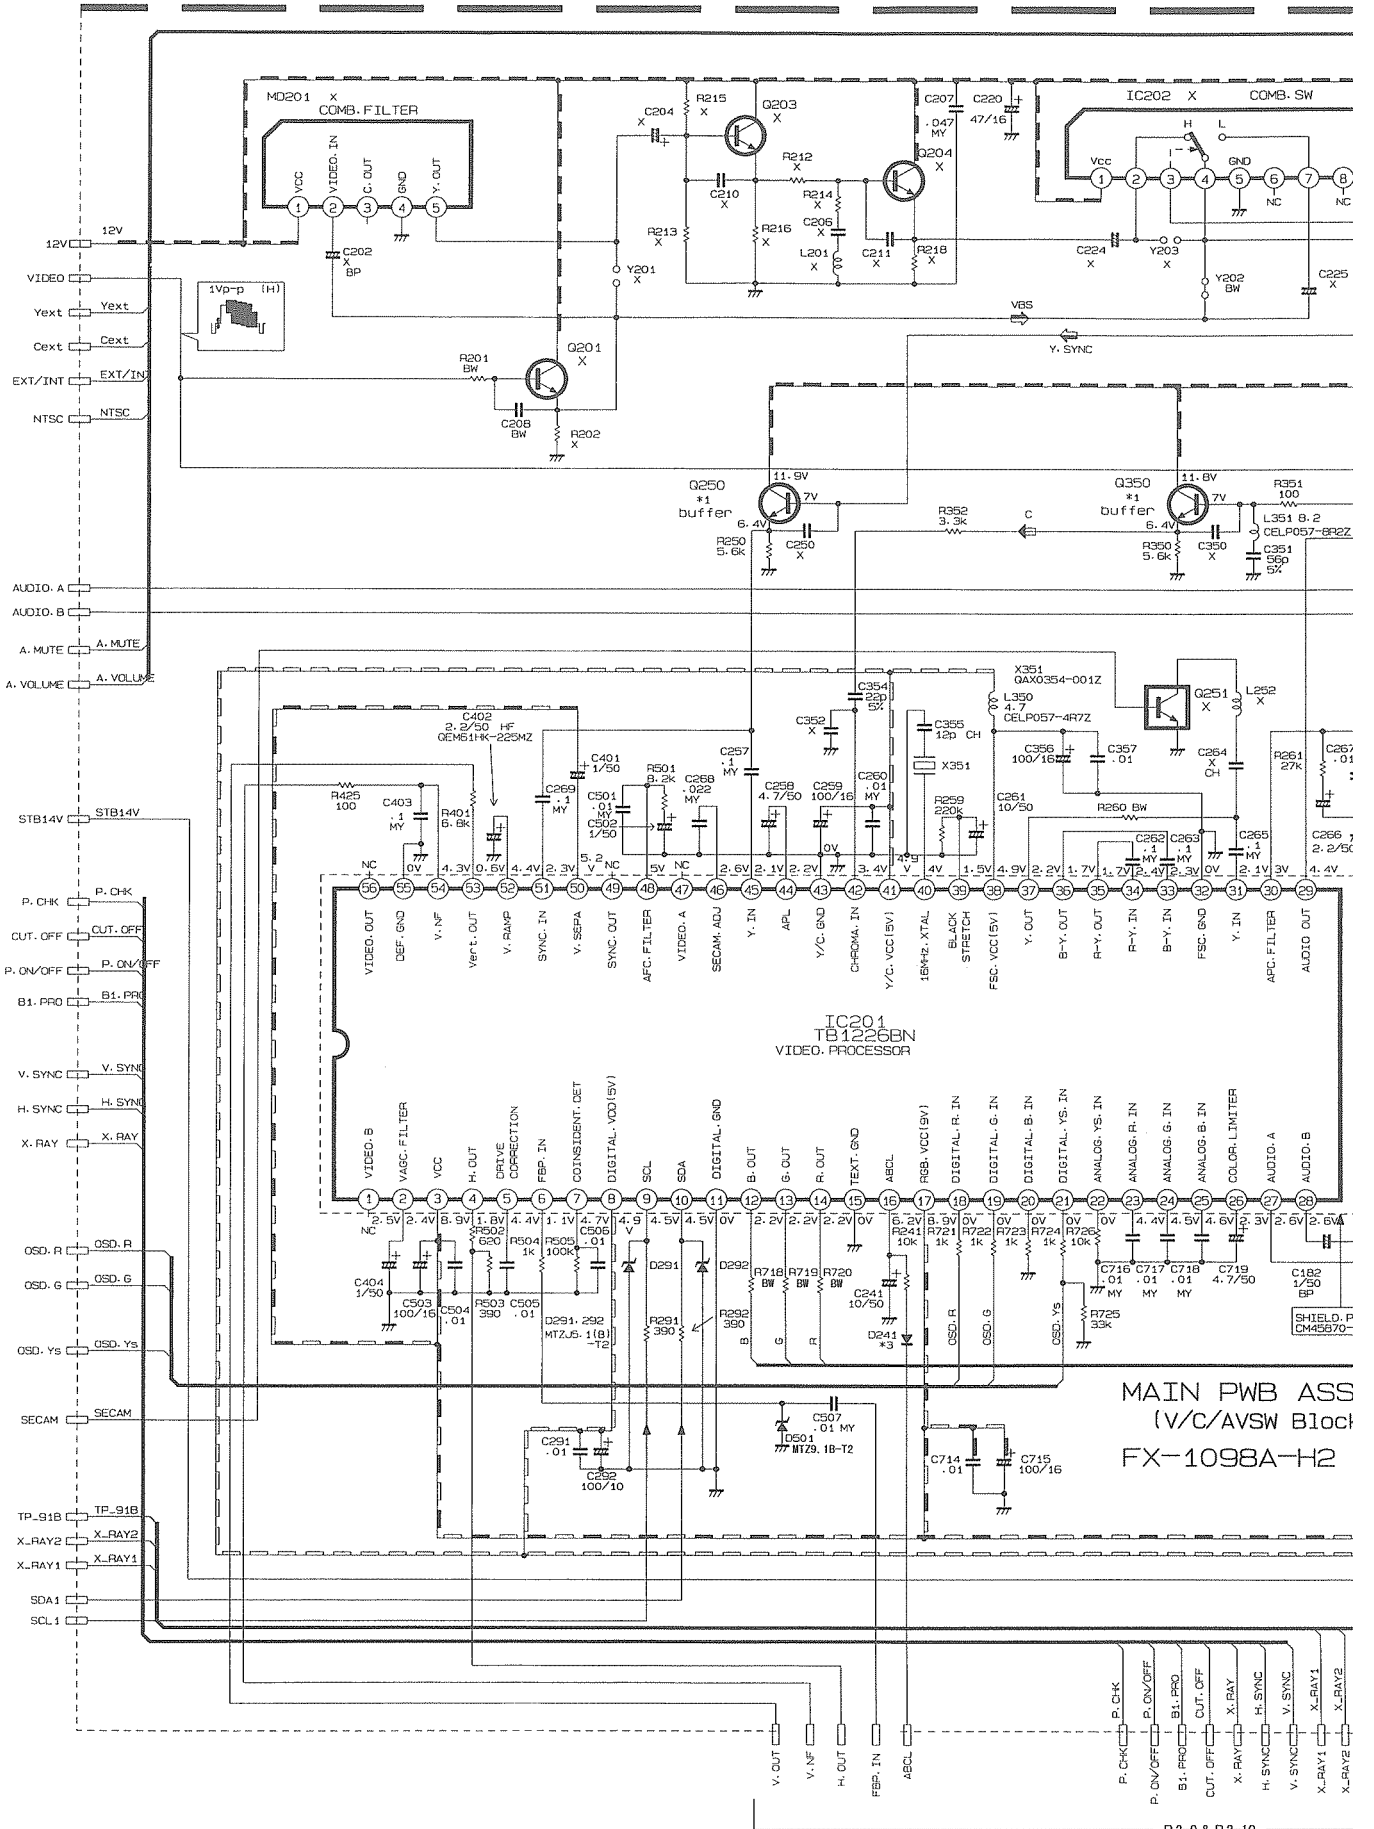 MD201 X
COMB. FILTER
VCC
VIDEO. IN
C. OUT
GND
Y. OUT
1 2 3 4 5
C202
X
BP
12V 12V
VIDEO
1Vp-p (H)
Yext Yext
Cext Cext
EXT/INT EXT/IN
NTSC NTSC
R201
BW
C208
BW
Q201
X
R202
X
Y201
X
C204
X
R215
X
Q203
X
C210
X
R212
X
R213
X
R216
X
R214
X
C206
X
L201
X
C211
X
Q204
X
R218
X
C207
.047
MY
C220
47/16
IC202 X COMB. SW
H L
Vcc
GND
1 2 3 4 5 6 7 8
NC
NC
C224
X
Y203
X
Y202
BW
C225
X
VBS
Y. SYNC
Q250
*1
buffer
11.9V
7V
6.4V
R250
5.6k
C250
X
R352
3.3k
C
Q350
*1
buffer
11.8V
7V
6.4V
R350
5.6k
C350
X
R351
100
L351 8.2
CELP057-8R2Z
C351
56p
5%
AUDIO. A
AUDIO. B
A. MUTE A. MUTE
A. VOLUME A. VOLUME
C402
2.2/50 HF
QEM61HK-225MZ
R425
100
C403
.1
MY
R401
6.8k
C269
.1
MY
C401
1/50
C501
.01
MY
C502
1/50
R501
8.2k
C268
.022
MY
C257
.1
MY
C258
4.7/50
C352
X
C259
100/16
C354
22p
5%
C260
.01
MY
C355
12p CH
X351
R259
220k
C261
10/50
X351
QAX0354-001Z
L350
4.7
CELP057-4R7Z
C356
100/16
C357
.01
Q251
X
L252
X
C264
X
CH
R260 BW
C262
.1
MY
C263
.1
MY
C265
.1
MY
R261
27k
C267
.01
C266
2.2/50
STB14V STB14V
NC 0V 4.3V 0.6V 4.4V 2.3V 5.2V NC 5V NC 2.6V 2.1V 2.2V 0V 3.4V 4.9V 4V 1.5V 4.9V 2.2V 1.7V 1.7V 2.4V 2.3V 0V 2.1V 3V 4.4V
56 55 54 53 52 51 50 49 48 47 46 45 44 43 42 41 40 39 38 37 36 35 34 33 32 31 30 29
VIDEO. OUT
DEF. GND
V. NF
Vert. OUT
V. RAMP
SYNC. IN
V. SEPA
SYNC. OUT
AFC. FILTER
VIDEO. A
SECAM. ADJ
Y. IN
APL
Y/C. GND
CHROMA. IN
Y/C. VCC(5V)
16MHz. XTAL
BLACK
STRETCH
FSC. VCC(5V)
Y. OUT
B-Y. OUT
R-Y. OUT
R-Y. IN
B-Y. IN
FSC. GND
Y. IN
APC. FILTER
AUDIO OUT
IC201
TB1226BN
VIDEO. PROCESSOR
P. CHK P. CHK
CUT. OFF CUT. OFF
P. ON/OFF P. ON/OFF
B1. PRO B1. PRO
V. SYNC V. SYNC
H. SYNC H. SYNC
X. RAY X. RAY
VIDEO. B
VAGC. FILTER
VCC
H. OUT
DRIVE
CORRECTION
FBP. IN
COINSIDENT. DET
DIGITAL. VDD(5V)
SCL
SDA
DIGITAL. GND
B. OUT
G. OUT
R. OUT
TEXT. GND
ABCL
RGB. VCC(9V)
DIGITAL. R. IN
DIGITAL. G. IN
DIGITAL. B. IN
DIGITAL. YS. IN
ANALOG. YS. IN
ANALOG. R. IN
ANALOG. G. IN
ANALOG. B. IN
COLOR. LIMITER
AUDIO. A
AUDIO. B
1 2 3 4 5 6 7 8 9 10 11 12 13 14 15 16 17 18 19 20 21 22 23 24 25 26 27 28
NC 2.5V 2.4V 8.9V 1.8V 4.4V 1.1V 4.7V 4.9V 4.5V 4.5V 0V 2.2V 2.2V 2.2V 0V 6.2V 8.9V 0V 0V 0V 0V 0V 4.4V 4.5V 4.6V 2.3V 2.6V 2.6V
C404
1/50
C503
100/16
C504
.01
R502
620
R503
390
R504
1k
C505
.01
R505
100k
C506
.01
D291
D292
D291, 292
MTZJ5.1(B)
-T2
R291
390
R292
390
R718
BW
R719
BW
R720
BW
B
G
R
C241
10/50
R241
10k
D241
*3
R721
1k
R722
1k
R723
1k
R724
1k
R726
10k
R725
33k
OSD. R
OSD. G
OSD. Ys
C716
.01
MY
C717
.01
MY
C718
.01
MY
C719
4.7/50
C182
1/50
BP
SHIELD. P
CM45870-
OSD. R OSD. R
OSD. G OSD. G
OSD. Ys OSD. Ys
SECAM SECAM
C291
.01
C292
100/10
D501
MTZ9.1B-T2
C507
.01 MY
C714
.01
C715
100/16
MAIN PWB ASS
(V/C/AVSW Block
FX-1098A-H2
TP_91B TP_91B
X_RAY2 X_RAY2
X_RAY1 X_RAY1
SDA1
SCL1
V. OUT
V. NF
H. OUT
FBP. IN
ABCL
P. CHK P. CHK
P. ON/OFF P. ON/OFF
B1. PRO B1. PRO
CUT. OFF CUT. OFF
X. RAY X. RAY
H. SYNC H. SYNC
V. SYNC V. SYNC
X_RAY1 X_RAY1
X_RAY2 X_RAY2